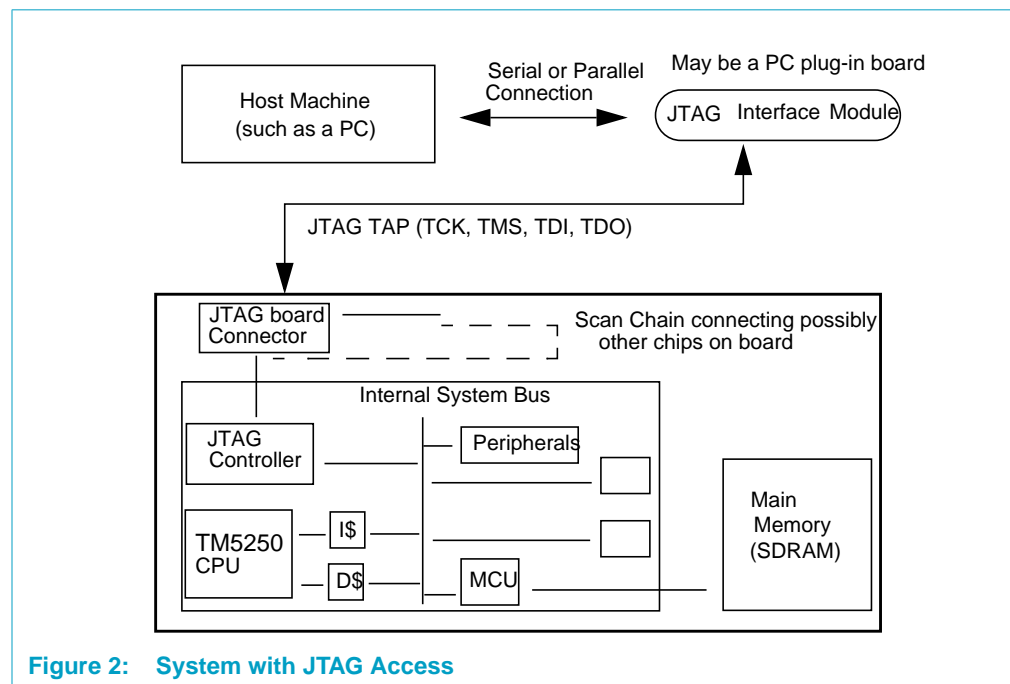 Host Machine
(such as a PC)
Serial or Parallel
Connection
May be a PC plug-in board
JTAG Interface Module
JTAG TAP (TCK, TMS, TDI, TDO)
JTAG board
Connector
Scan Chain connecting possibly
other chips on board
Internal System Bus
JTAG
Controller
Peripherals
TM5250
CPU
I$
D$
MCU
Main
Memory
(SDRAM)
Figure 2: System with JTAG Access